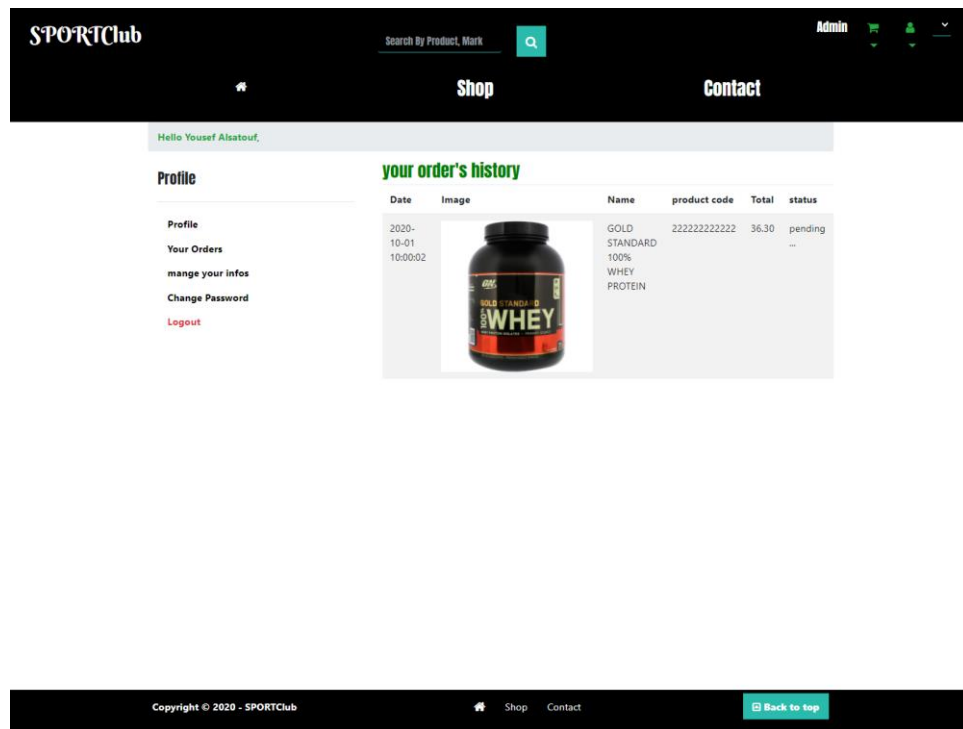 SPORTClub
Search By Product, Mark
Admin
Shop
Contact
Hello Yousef Alsatouf,
Profile
Profile
Your Orders
mange your infos
Change Password
Logout
your order's history
Date Image Name product code Total status
2020-
10-01
10:00:02
ON
GOLD STANDARD
100%
WHEY
GOLD
STANDARD
100%
WHEY
PROTEIN
222222222222
36.30
pending
...
Copyright © 2020 - SPORTClub
Shop
Contact
Back to top